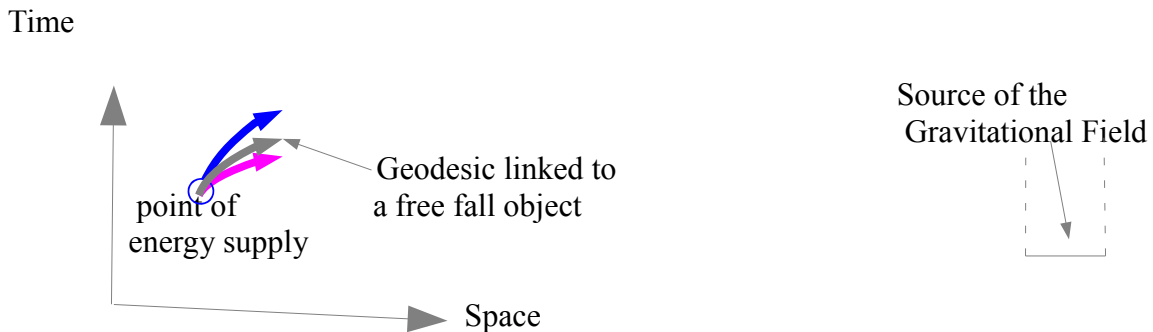 Time
Source of the
Gravitational Field
Geodesic linked to
a free fall object
point of
energy supply
Space